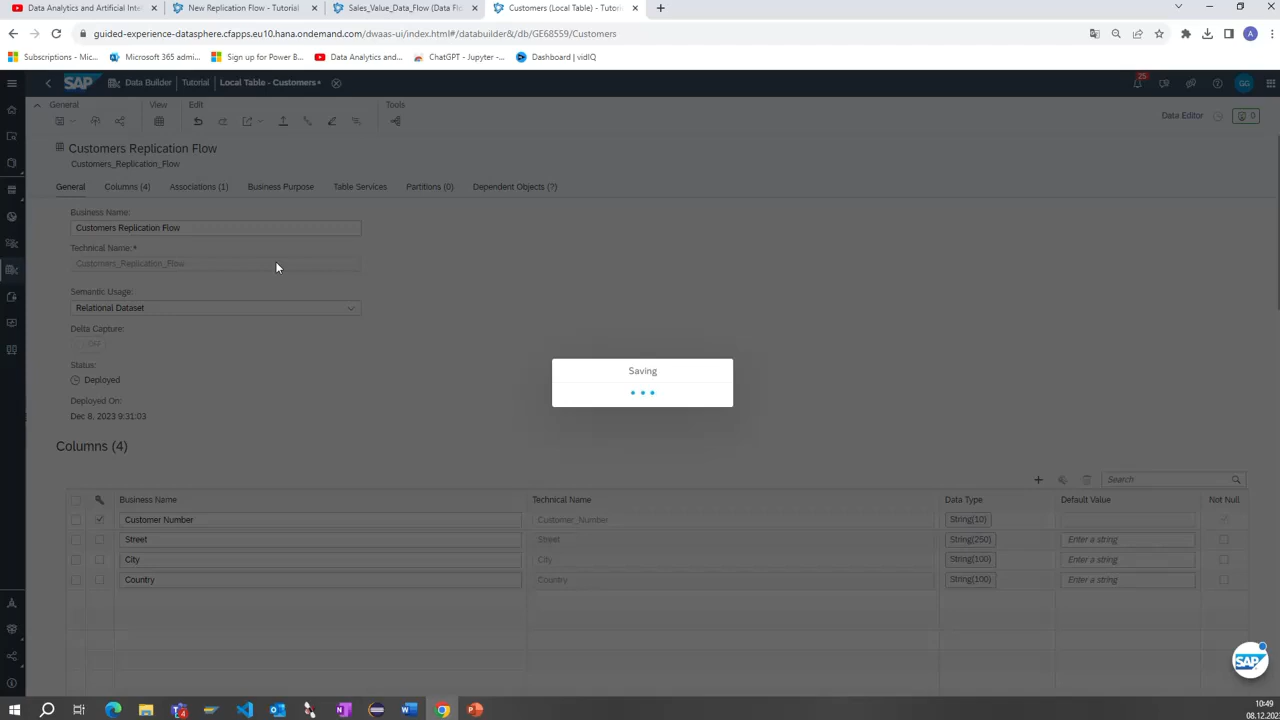 Data Analytics and Artificial Intel
New Replication Flow - Tutorial
Sales_Value_Data_Flow (Data Flo
Customers (Local Table) - Tutoria
guided-experience-datasphere.cfapps.eu10.hana.ondemand.com/dwaas-ui/index.html#/databuilder&/db/GE68559/Customers
A
Subscriptions - Mic...
Microsoft 365 admi...
Sign up for Power B...
Data Analytics and...
ChatGPT - Jupyter -...
Dashboard | vidIQ
SAP
Data Builder
Tutorial
Local Table - Customers*
25
GG
General
View
Edit
Tools
Data Editor
0
Customers Replication Flow
Customers_Replication_Flow
General
Columns (4)
Associations (1)
Business Purpose
Table Services
Partitions (0)
Dependent Objects (?)
Business Name:
Customers Replication Flow
Technical Name: *
Customers_Replication_Flow
Semantic Usage:
Relational Dataset
Delta Capture:
OFF
Status:
Deployed
Deployed On:
Dec 8, 2023 9:31:03
Saving
Columns (4)
Search
Business Name
Technical Name
Data Type
Default Value
Not Null
Customer Number
Customer_Number
String(10)
Street
Street
String(250)
Enter a string
City
City
String(100)
Enter a string
Country
Country
String(100)
Enter a string
SAP
10:49